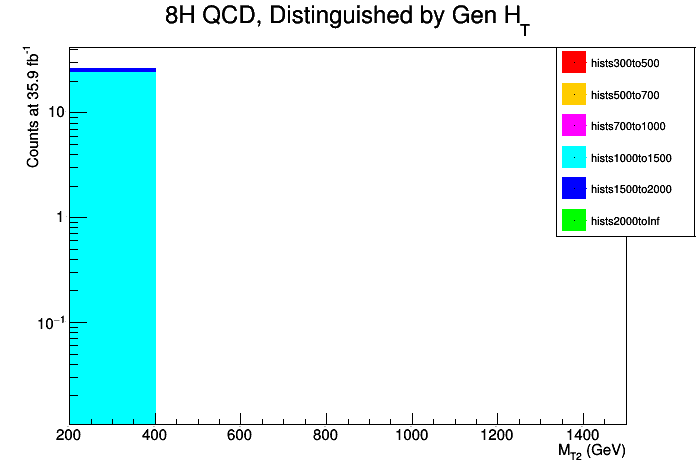 8H QCD, Distinguished by Gen H_T
Counts at 35.9 fb⁻¹
hists300to500
hists500to700
hists700to1000
hists1000to1500
hists1500to2000
hists2000toInf
10
1
10⁻¹
200 400 600 800 1000 1200 1400
M_T2 (GeV)